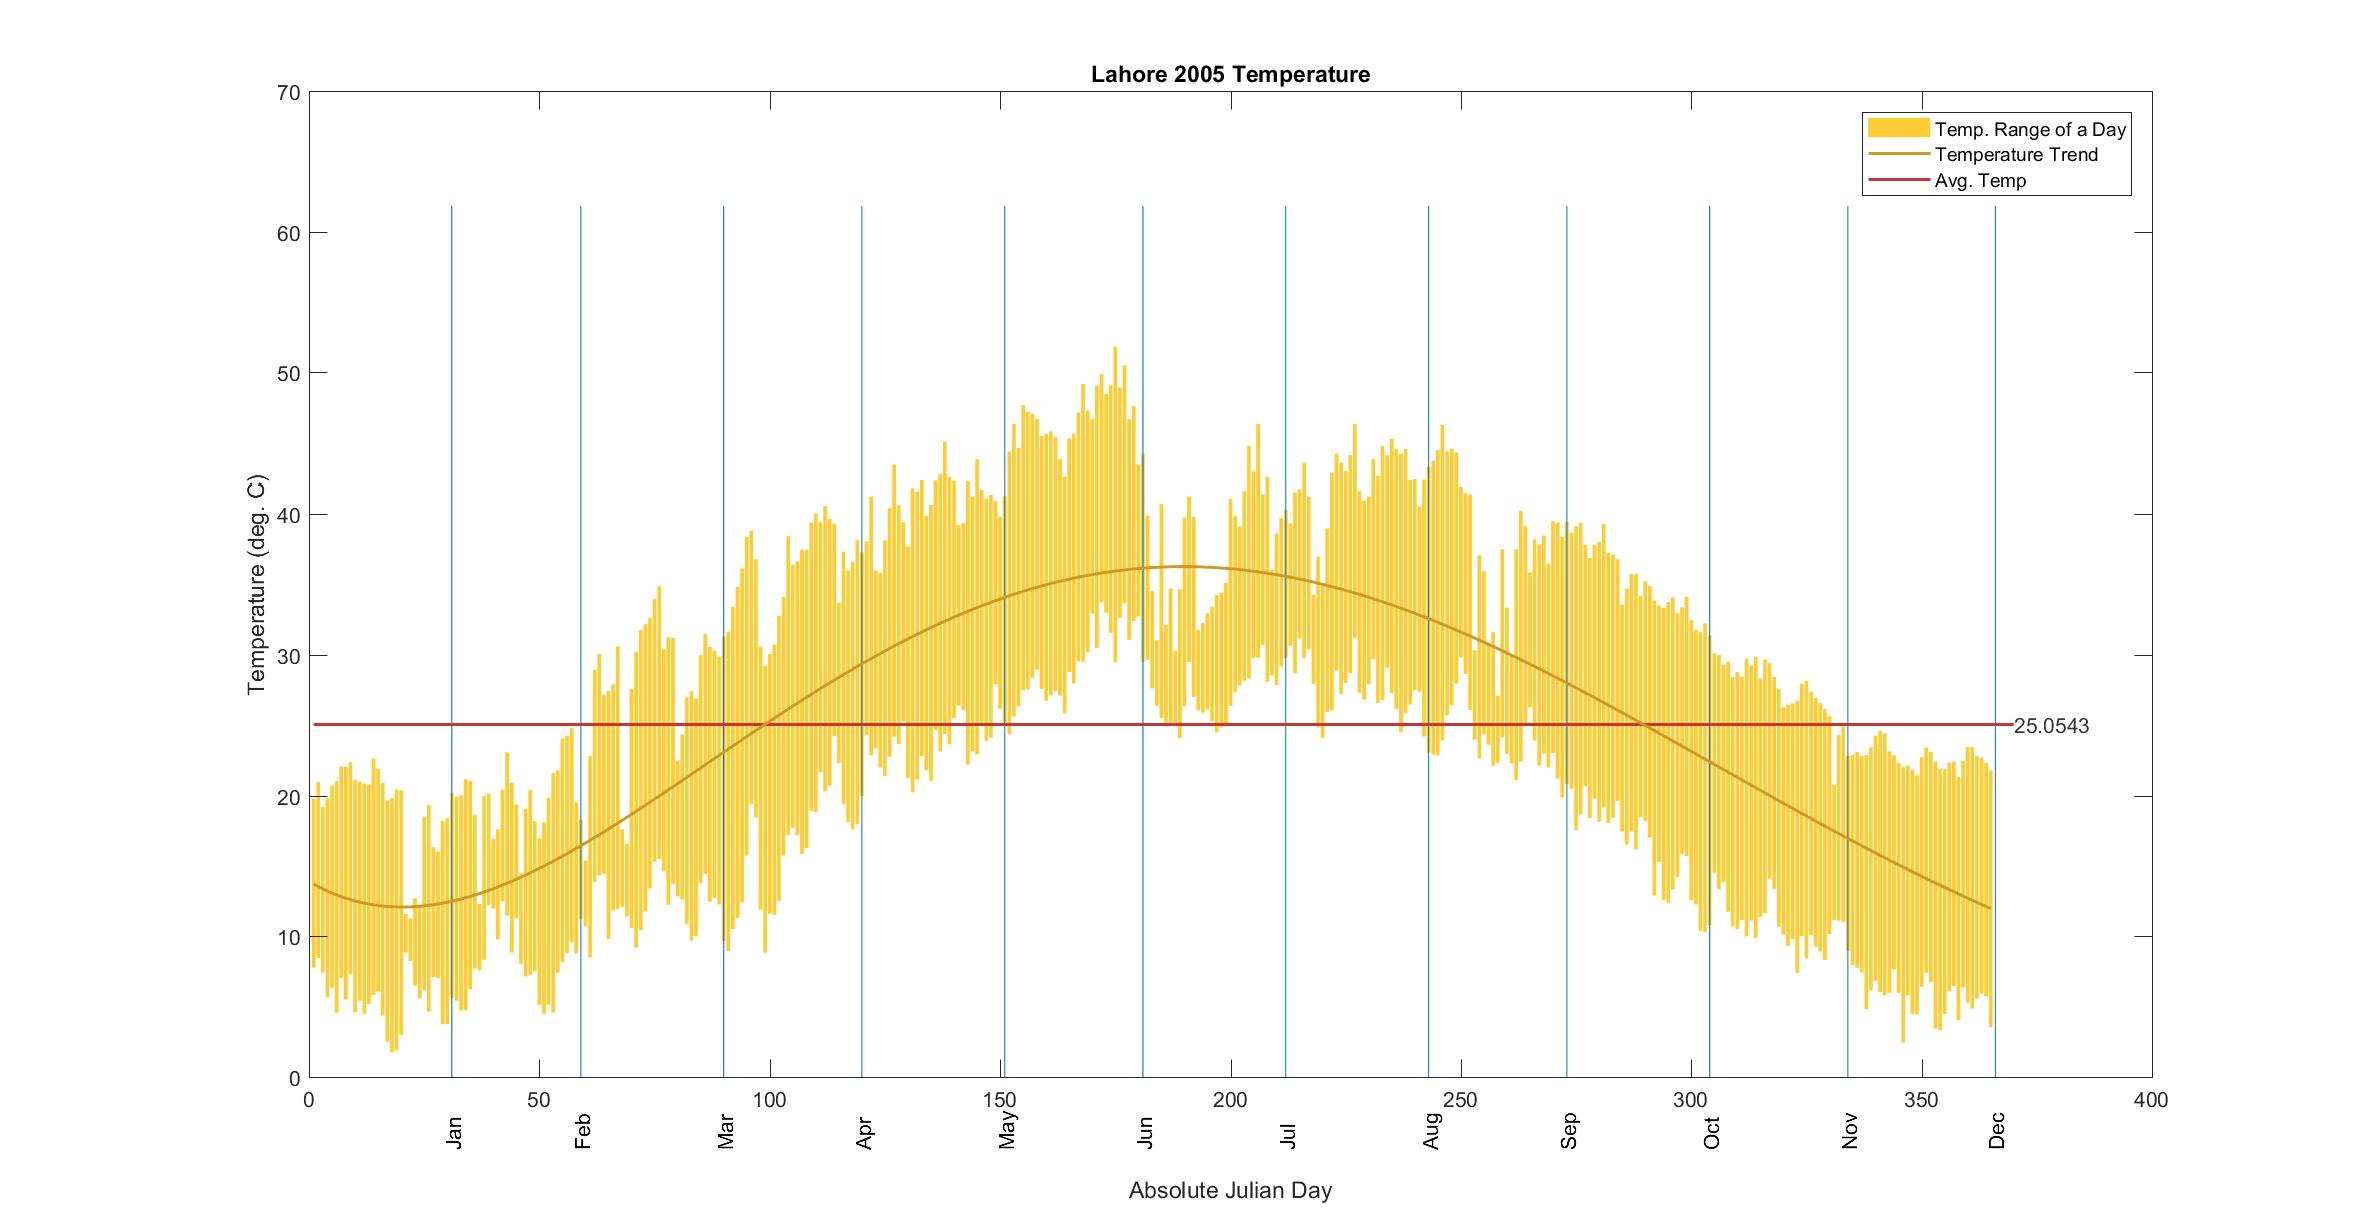 Lahore 2005 Temperature
70
60
50
40
30
20
10
0
Temperature (deg. C)
Temp. Range of a Day
Temperature Trend
Avg. Temp
25.0543
0 50 100 150 200 250 300 350 400
Jan Feb Mar Apr May Jun Jul Aug Sep Oct Nov Dec
Absolute Julian Day